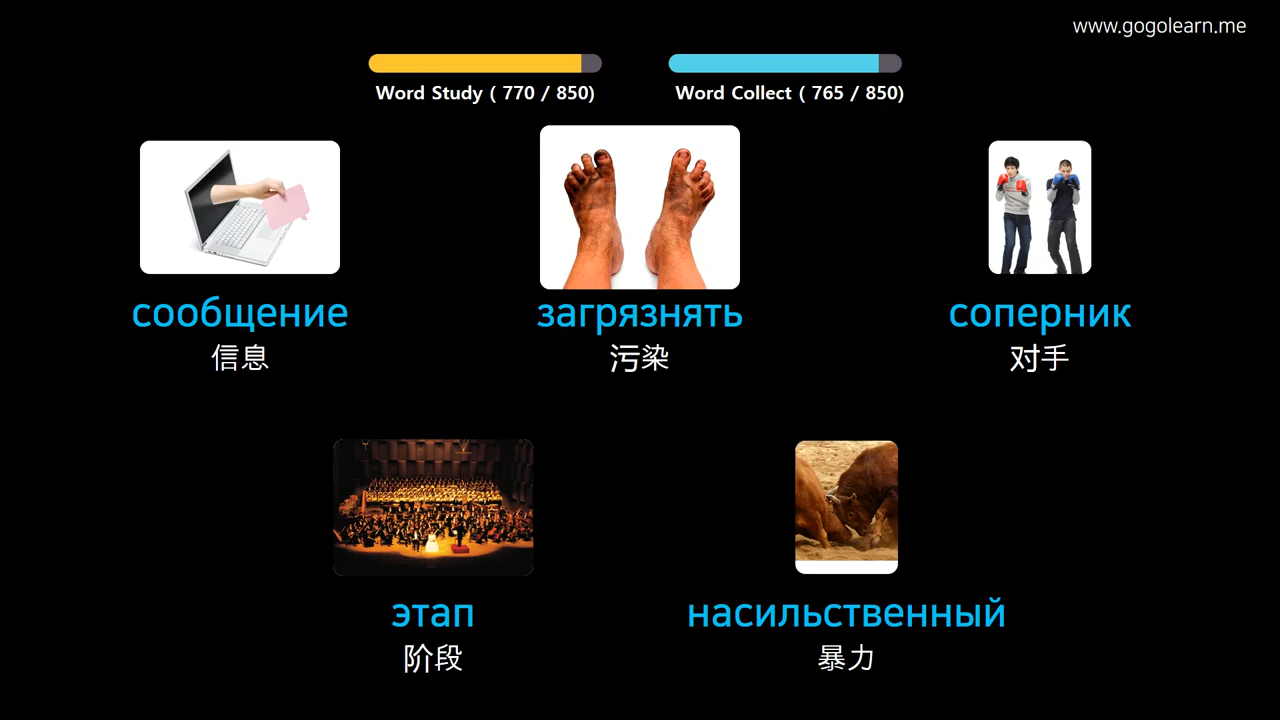 www.gogolearn.me
Word Study ( 770 / 850)
Word Collect ( 765 / 850)
сообщение
信息
загрязнять
污染
соперник
对手
этап
阶段
насильственный
暴力